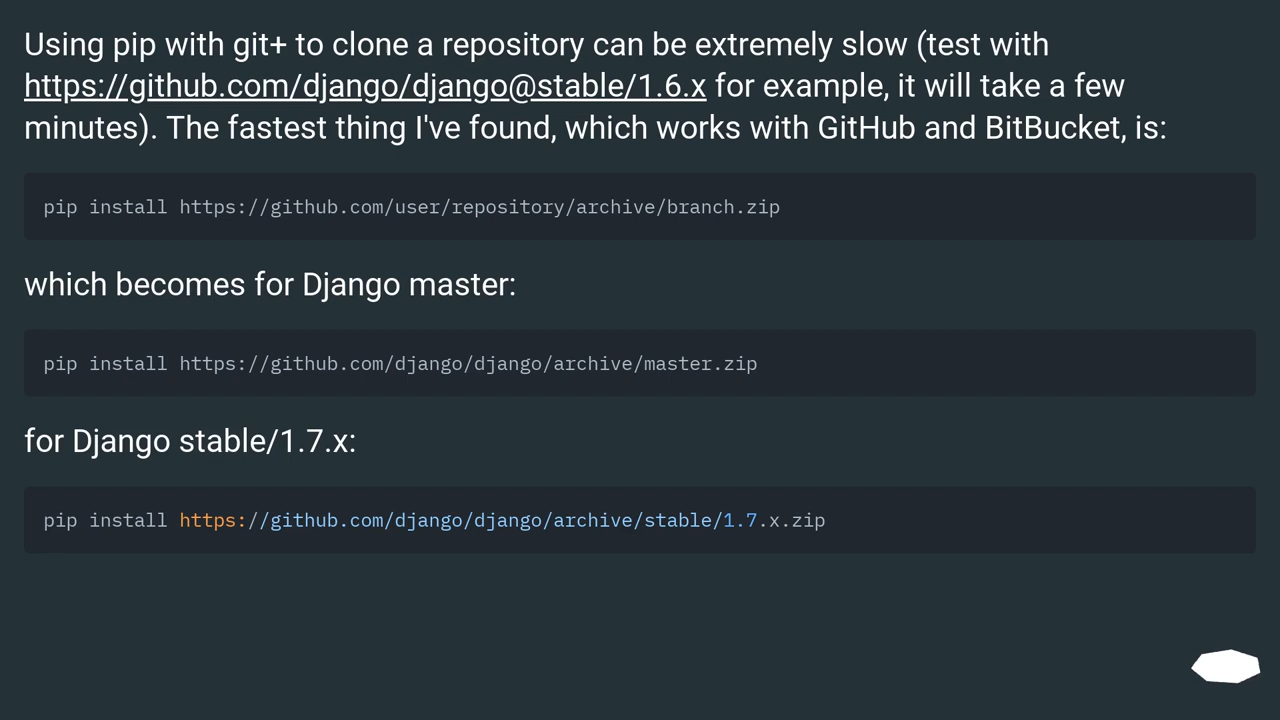 Using pip with git+ to clone a repository can be extremely slow (test with
https://github.com/django/django@stable/1.6.x for example, it will take a few
minutes). The fastest thing I've found, which works with GitHub and BitBucket, is:
pip install https://github.com/user/repository/archive/branch.zip
which becomes for Django master:
pip install https://github.com/django/django/archive/master.zip
for Django stable/1.7.x:
pip install https://github.com/django/django/archive/stable/1.7.x.zip